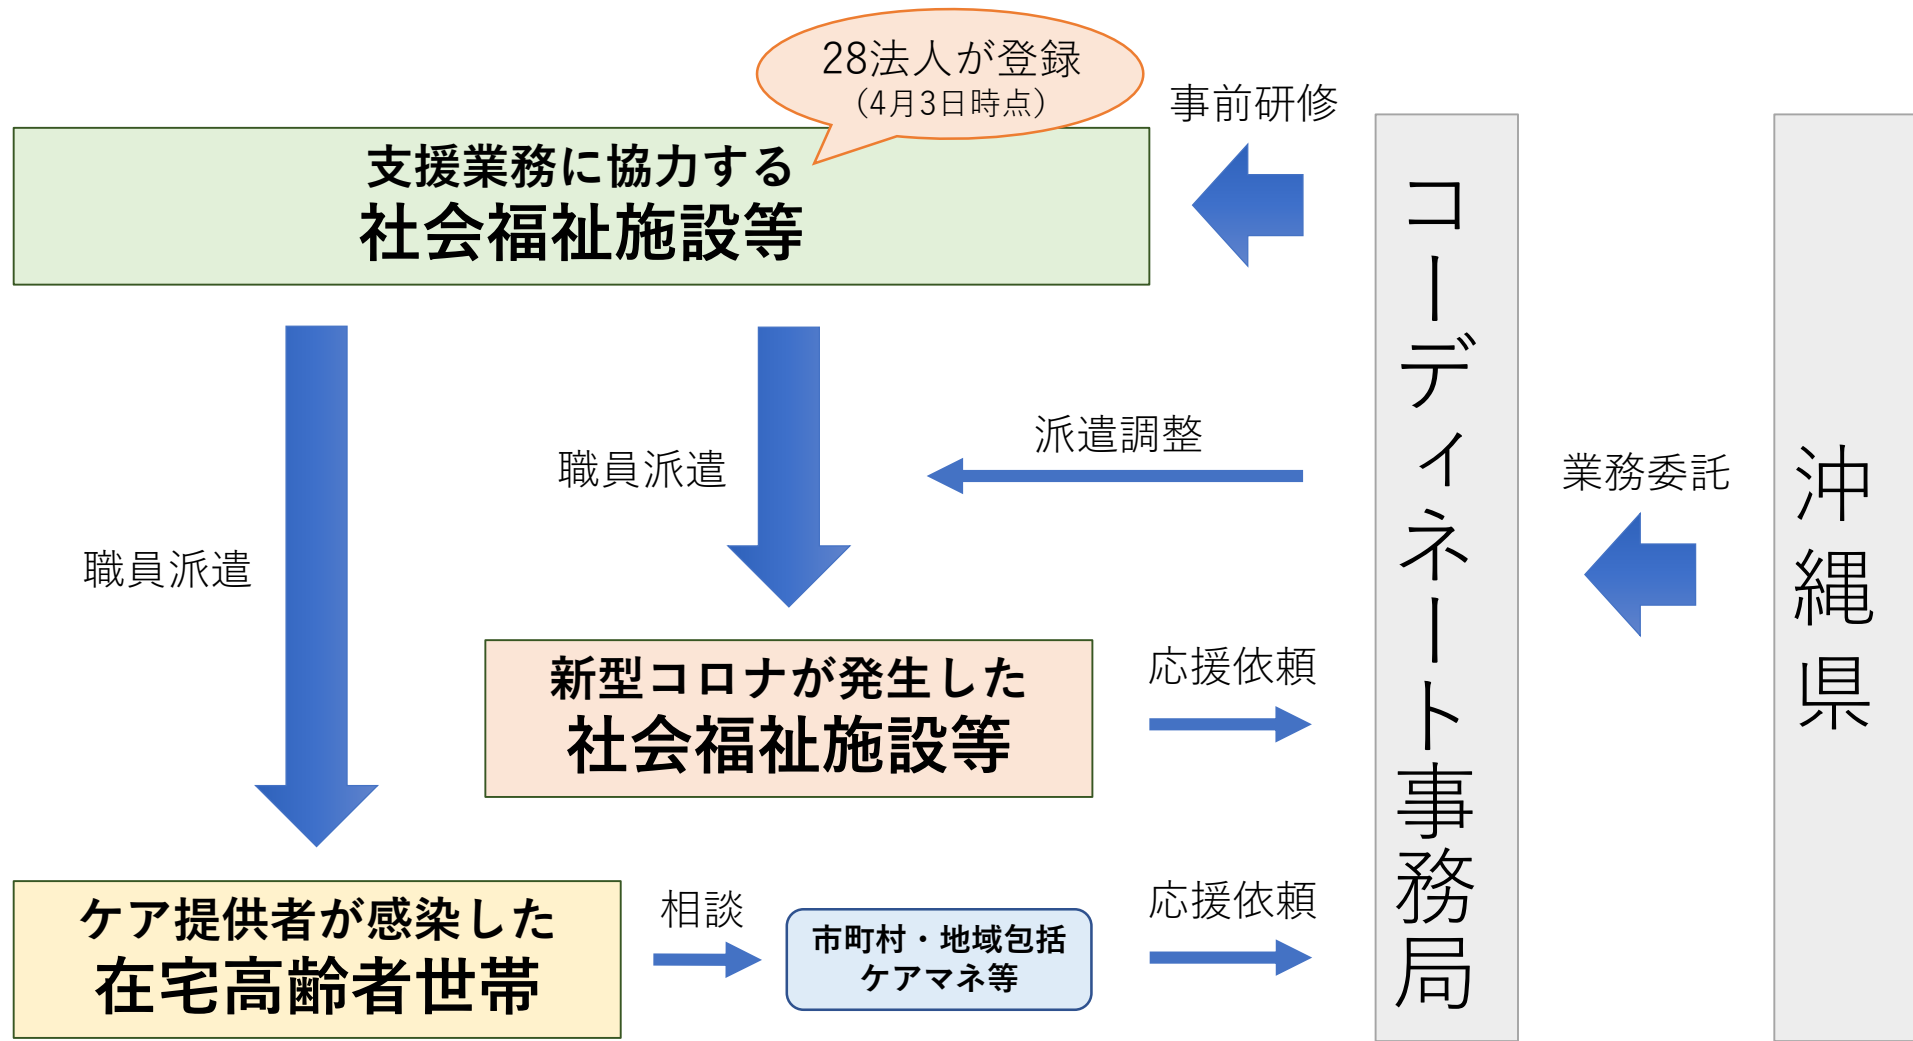 28法人が登録
（4月3日時点）
事前研修
支援業務に協力する
社会福祉施設等
コーディネート事務局
沖縄県
派遣調整
職員派遣
業務委託
職員派遣
新型コロナが発生した
社会福祉施設等
応援依頼
ケア提供者が感染した
在宅高齢者世帯
相談
市町村・地域包括
ケアマネ等
応援依頼